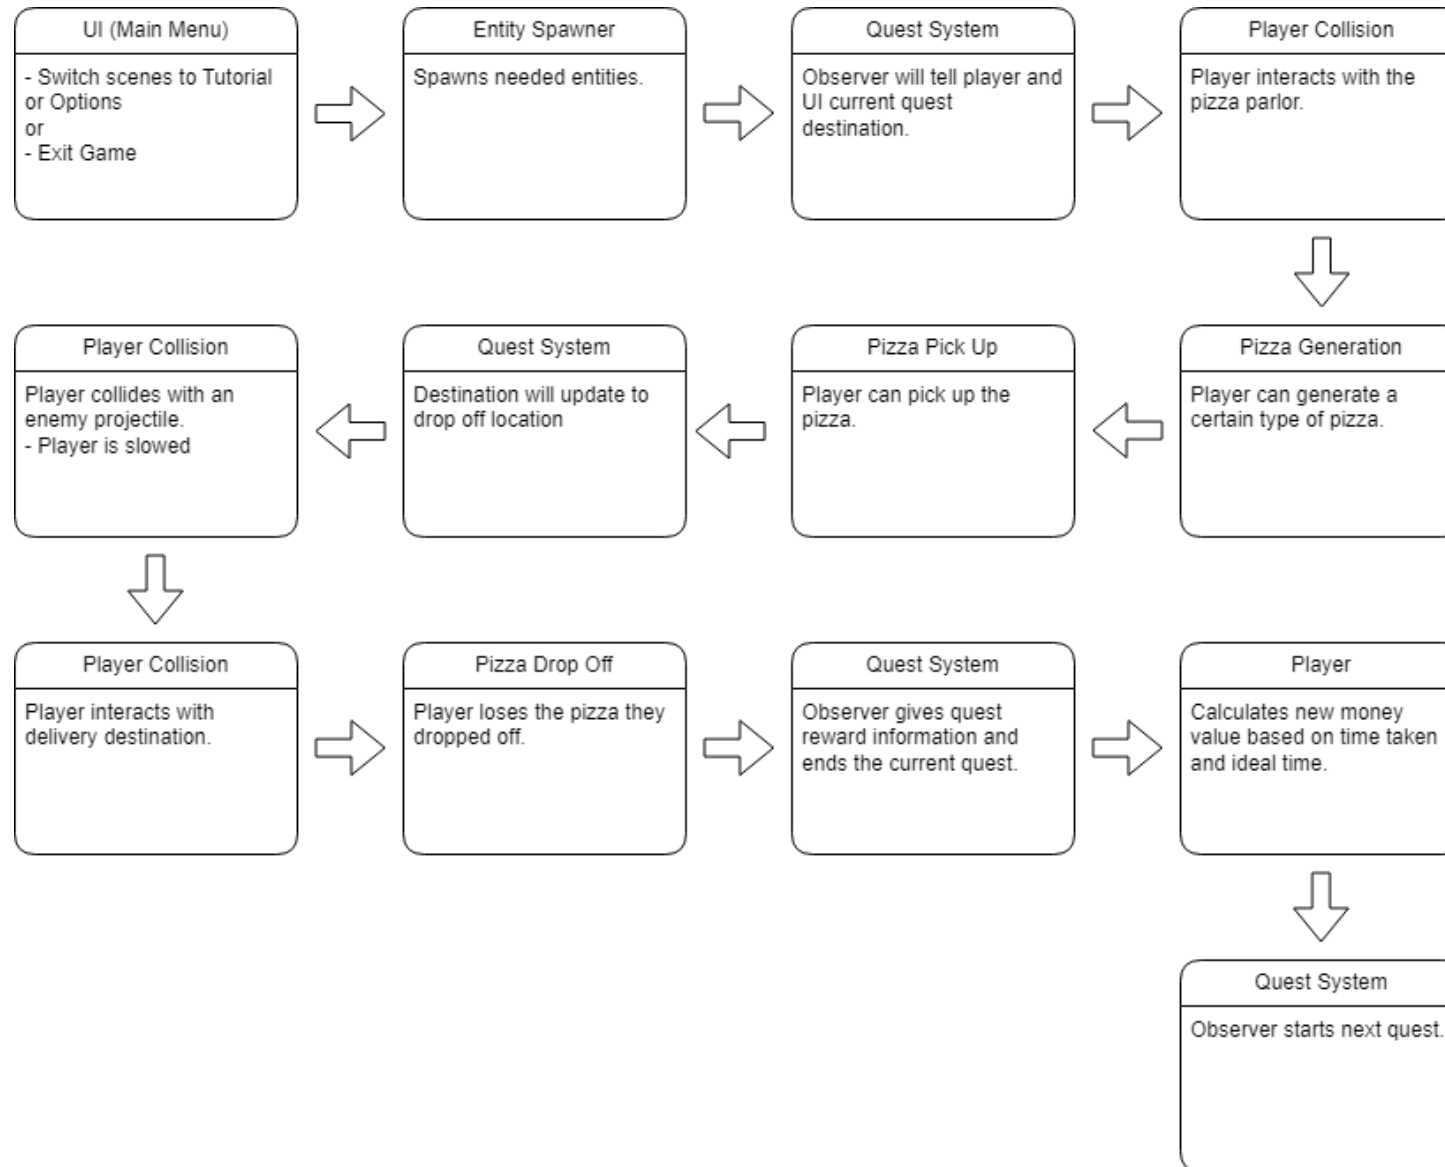 UI (Main Menu)
- Switch scenes to Tutorial
or Options
or
- Exit Game
Entity Spawner
Spawns needed entities.
Quest System
Observer will tell player and
UI current quest
destination.
Player Collision
Player interacts with the
pizza parlor.
Pizza Generation
Player can generate a
certain type of pizza.
Pizza Pick Up
Player can pick up the
pizza.
Quest System
Destination will update to
drop off location
Player Collision
Player collides with an
enemy projectile.
- Player is slowed
Player Collision
Player interacts with
delivery destination.
Pizza Drop Off
Player loses the pizza they
dropped off.
Quest System
Observer gives quest
reward information and
ends the current quest.
Player
Calculates new money
value based on time taken
and ideal time.
Quest System
Observer starts next quest.